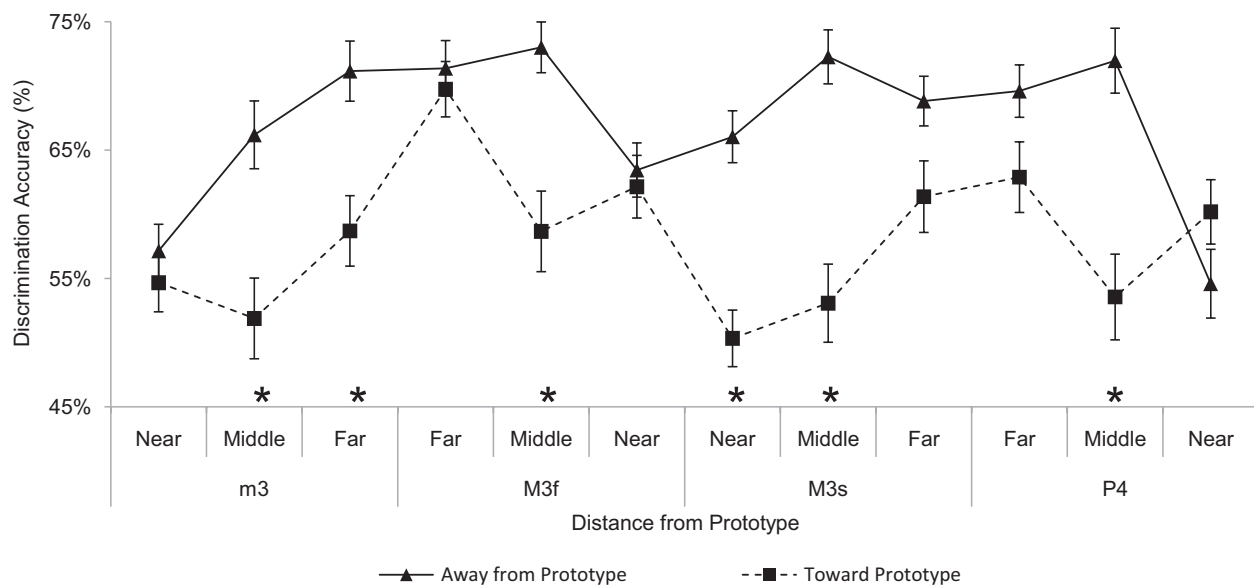 75%
65%
55%
45%
Discrimination Accuracy (%)
* * * * * *
Near Middle Far Far Middle Near Near Middle Far Far Middle Near
m3 M3f M3s P4
Distance from Prototype
Away from Prototype Toward Prototype